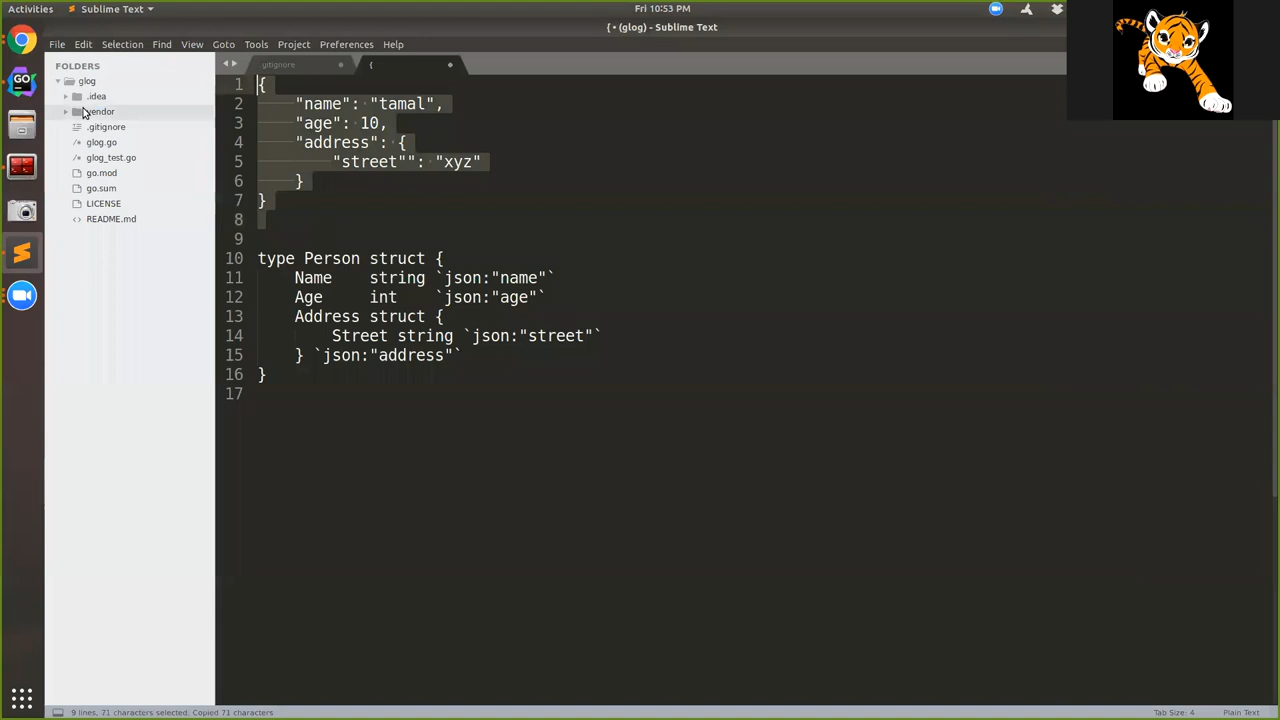 Activities
Sublime Text
Fri 10:53 PM
{ • (glog) - Sublime Text
File Edit Selection Find View Goto Tools Project Preferences Help
FOLDERS
glog
.idea
vendor
.gitignore
glog.go
glog_test.go
go.mod
go.sum
LICENSE
README.md
gitignore
{
1 {
2 "name": "tamal",
3 "age": 10,
4 "address": {
5 "street"": "xyz"
6 }
7 }
8
9
10 type Person struct {
11 Name string `json:"name"`
12 Age int `json:"age"`
13 Address struct {
14 Street string `json:"street"`
15 } `json:"address"`
16 }
17
9 lines, 71 characters selected: Copied 71 characters
Tab Size: 4
Plain Text